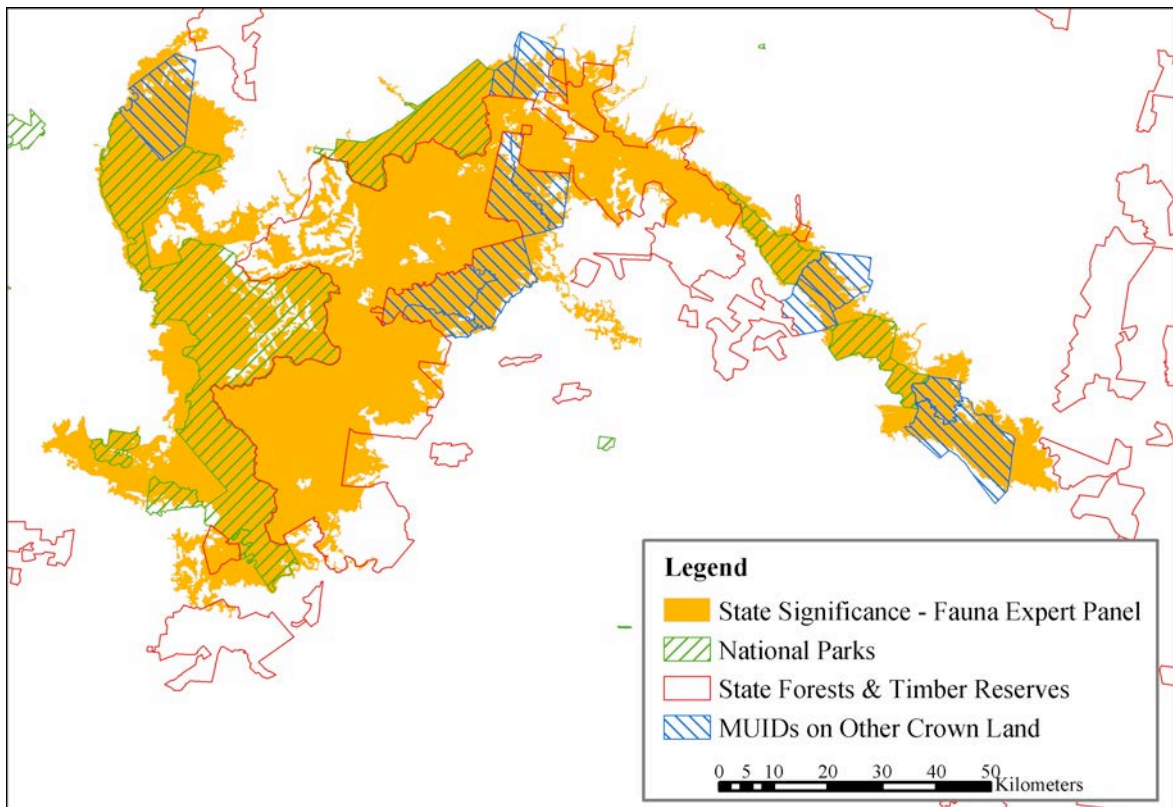 Legend
State Significance - Fauna Expert Panel
National Parks
State Forests & Timber Reserves
MUIDs on Other Crown Land
0 5 10 20 30 40 50
Kilometers